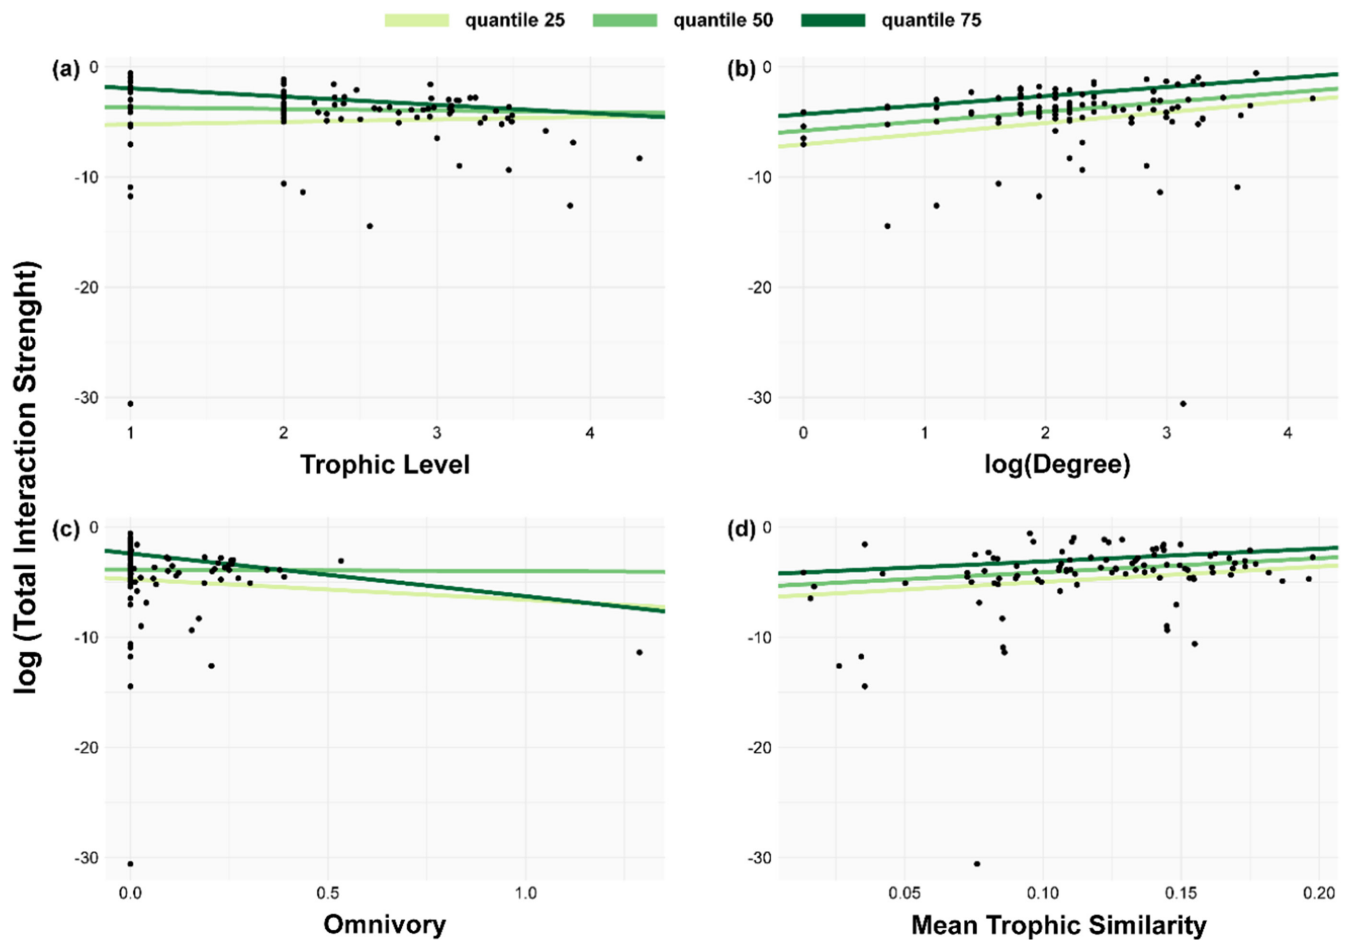 quantile 25 quantile 50 quantile 75
(a) (b)
0 0
-10 -10
-20 -20
-30 -30
1 2 3 4 0 1 2 3 4
Trophic Level log(Degree)
log (Total Interaction Strenght)
(c) (d)
0 0
-10 -10
-20 -20
-30 -30
0.0 0.5 1.0 0.05 0.10 0.15 0.20
Omnivory Mean Trophic Similarity